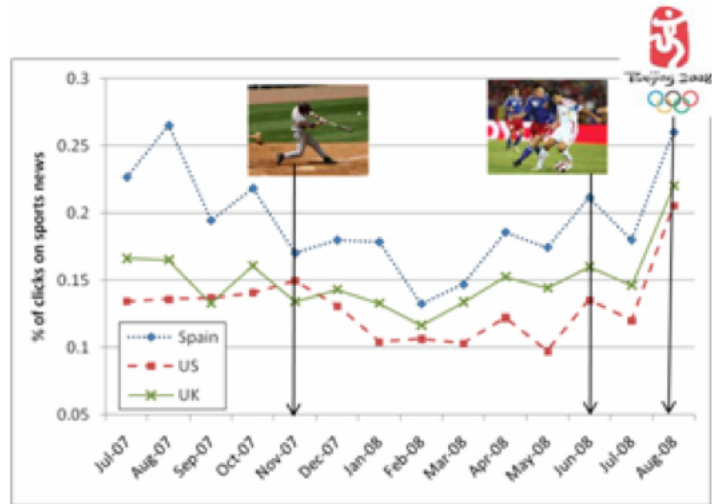 Beijing 2008
0.3
0.25
0.2
0.15
0.1
0.05
% of clicks on sports news
Spain
US
UK
Jul-07
Aug-07
Sep-07
Oct-07
Nov-07
Dec-07
Jan-08
Feb-08
Mar-08
Apr-08
May-08
Jun-08
Jul-08
Aug-08